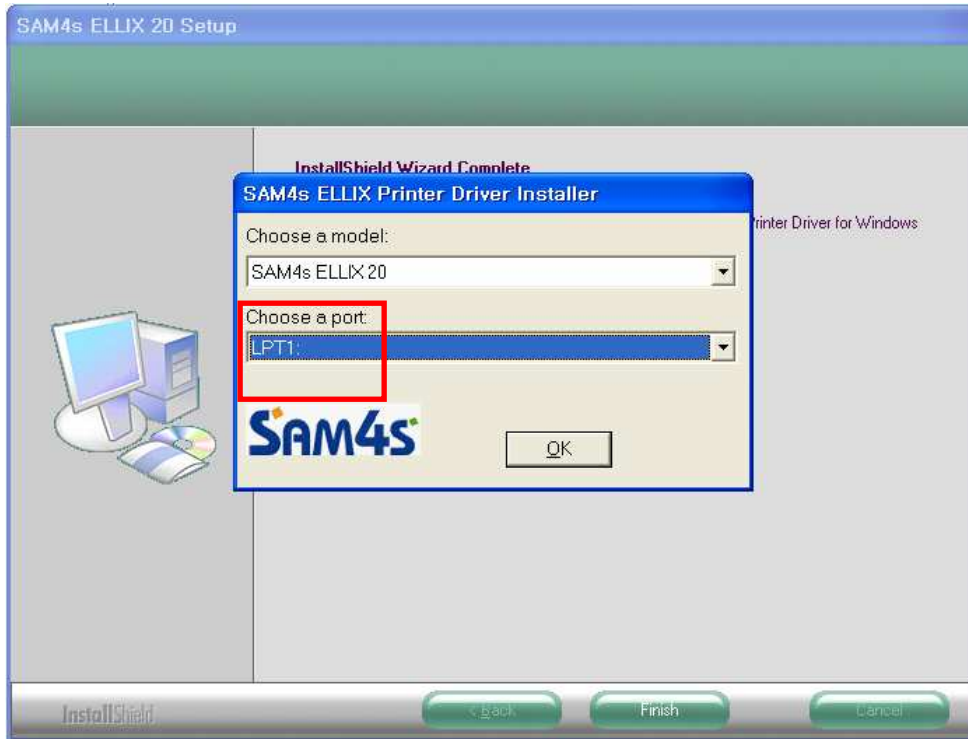 SAM4s ELLIX 20 Setup
InstallShield Wizard Complete
SAM4s ELLIX Printer Driver Installer
Printer Driver for Windows
Choose a model:
SAM4s ELLIX 20
Choose a port:
LPT1:
SAM4S
OK
InstallShield
< Back
Finish
Cancel